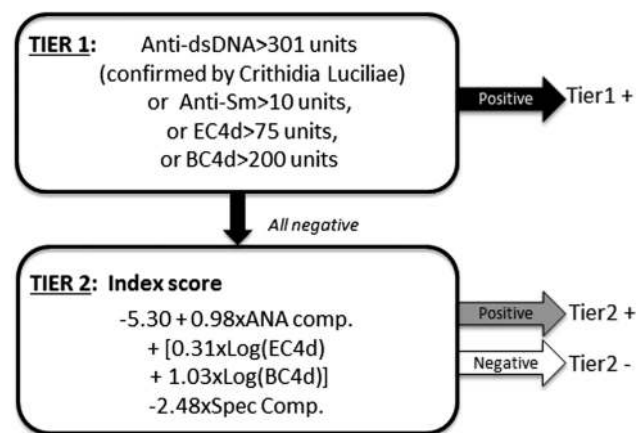 TIER 1: Anti-dsDNA>301 units
(confirmed by Crithidia Luciliae)
or Anti-Sm>10 units,
or EC4d>75 units,
or BC4d>200 units
Positive
Tier1 +
All negative
TIER 2: Index score
-5.30 + 0.98xANA comp.
+ [0.31xLog(EC4d)
+ 1.03xLog(BC4d)]
-2.48xSpec Comp.
Positive
Tier2 +
Negative
Tier2 -